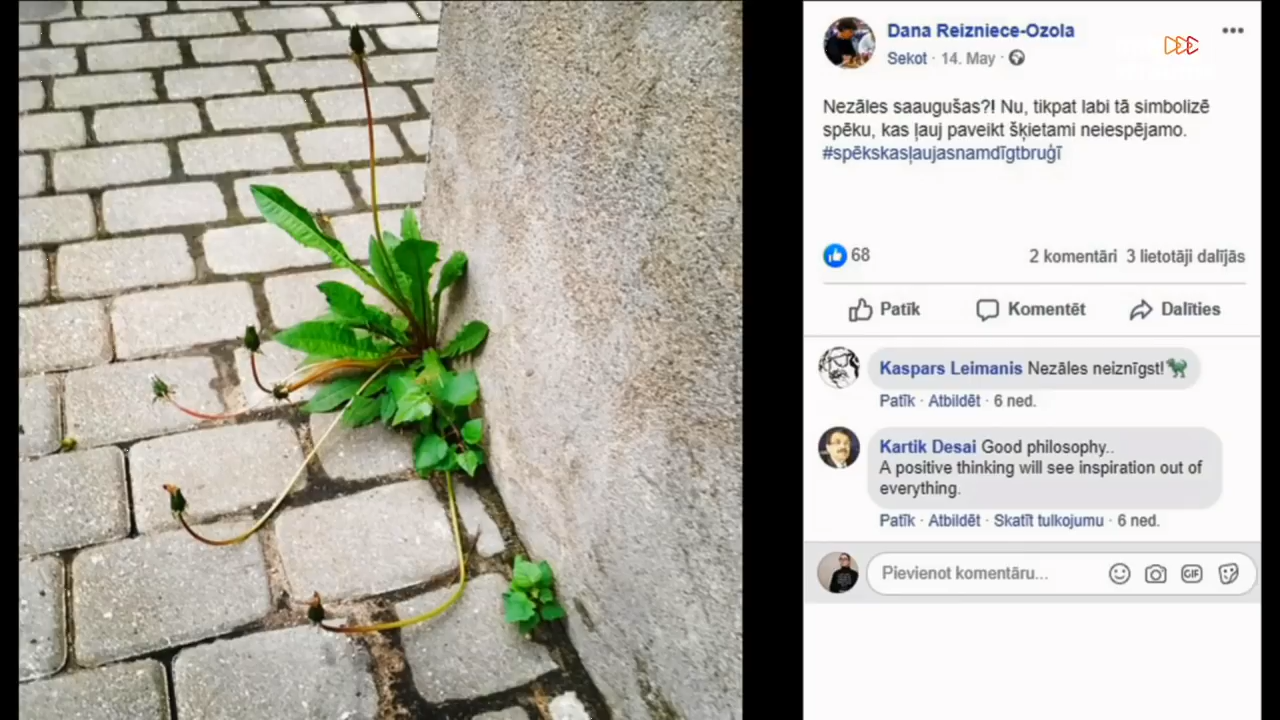 Dana Reizniece-Ozola
Sekot · 14. May ·
Nezāles saaugušas?! Nu, tikpat labi tā simbolizē
spēku, kas ļauj paveikt šķietami neiespējamo.
#spēkskasļaujasnamdīgtbruģī
68
2 komentāri 3 lietotāji dalījās
Patīk Komentēt Dalīties
Kaspars Leimanis Nezāles neiznīgst!
Patīk · Atbildēt · 6 ned.
Kartik Desai Good philosophy..
A positive thinking will see inspiration out of
everything.
Patīk · Atbildēt · Skatīt tulkojumu · 6 ned.
Pievienot komentāru...
GIF